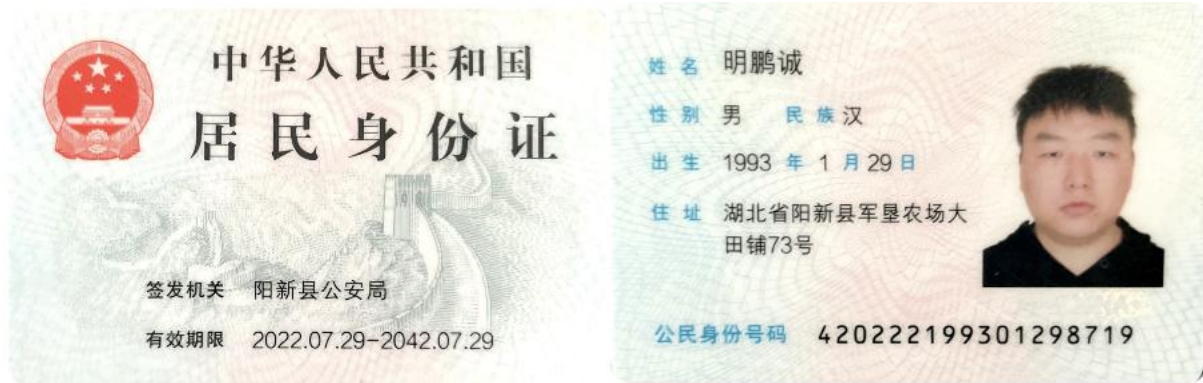 中华人民共和国
居民身份证
签发机关 阳新县公安局
有效期限 2022.07.29-2042.07.29
姓名 明鹏诚
性别 男 民族 汉
出生 1993 年 1 月 29 日
住址 湖北省阳新县军垦农场大
田铺73号
公民身份号码 420222199301298719